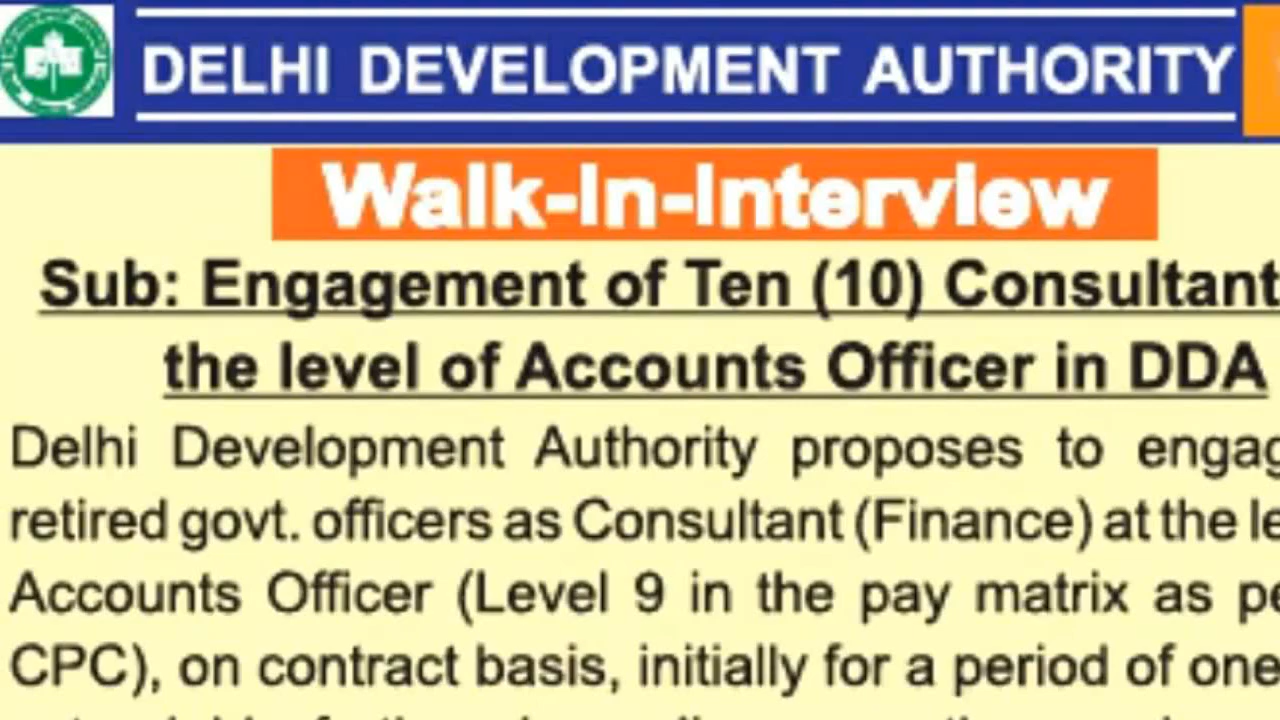 DELHI DEVELOPMENT AUTHORITY
Walk-In-Interview
Sub: Engagement of Ten (10) Consultant
the level of Accounts Officer in DDA
Delhi Development Authority proposes to engag
retired govt. officers as Consultant (Finance) at the le
Accounts Officer (Level 9 in the pay matrix as pe
CPC), on contract basis, initially for a period of one